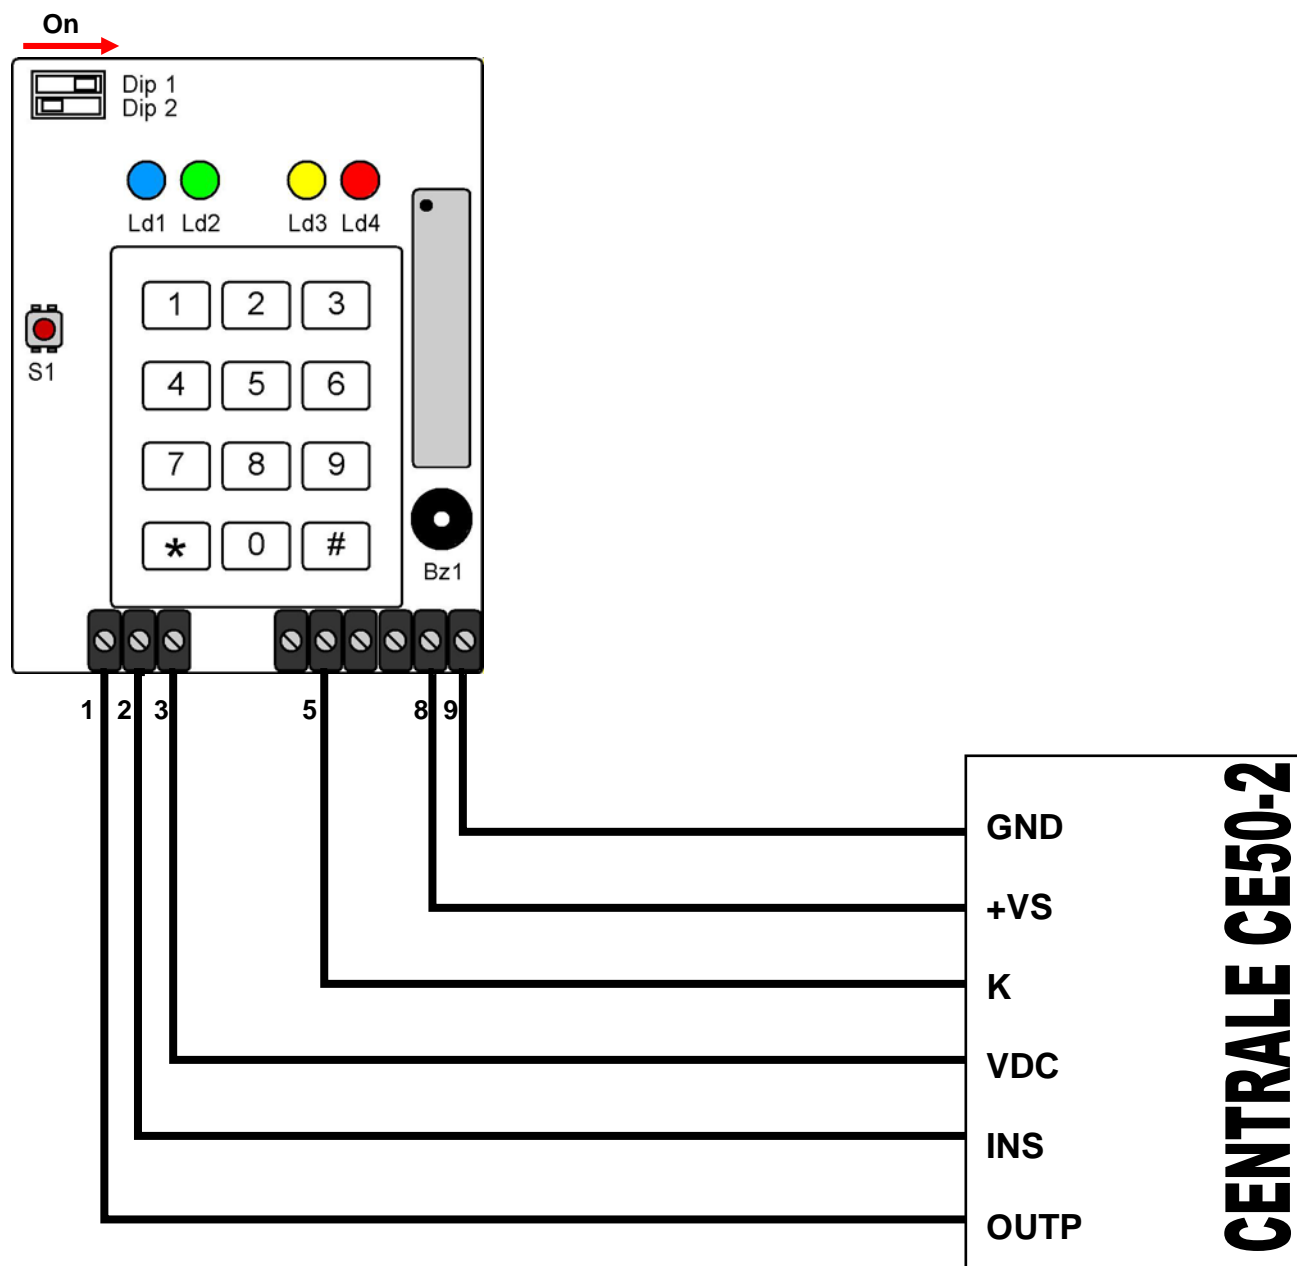 On
Dip 1
Dip 2
Ld1 Ld2 Ld3 Ld4
1 2 3
S1
4 5 6
7 8 9
* 0 #
Bz1
1 2 3 5 8 9
GND
+VS
K
VDC
INS
OUTP
CENTRALE CE50-2